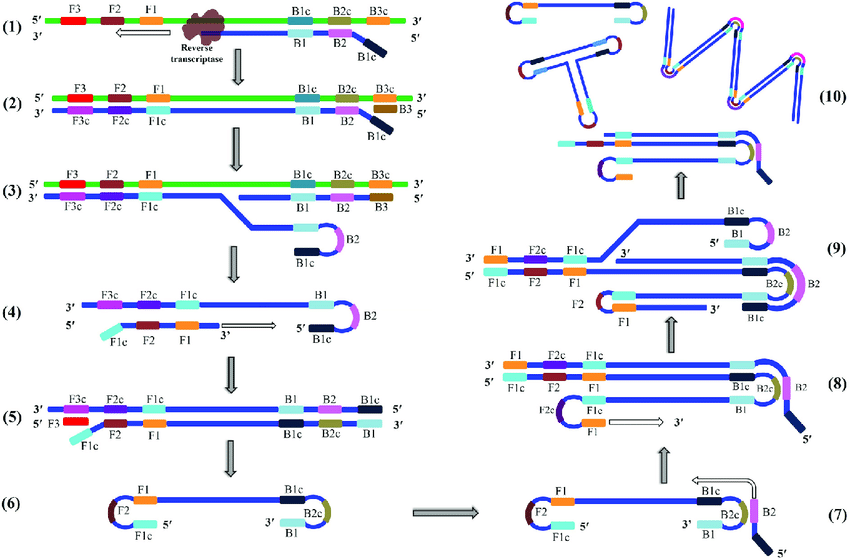 (1)
5′ F3 F2 F1 B1c B2c B3c 3′
3′ Reverse transcriptase B1 B2 B1c 5′
(2)
5′ F3 F2 F1 B1c B2c B3c 3′
3′ F3c F2c F1c B1 B2 B1c B3 5′
(3)
5′ F3 F2 F1 B1c B2c B3c 3′
3′ F3c F2c F1c B1 B2 B3 5′
B1c B2
(4)
3′ F3c F2c F1c B1 B2
5′ F1c F2 F1 3′ 5′ B1c
(5)
3′ F3c F2c F1c B1 B2 B1c 5′
5′ F3 F1c F2 F1 B1c B2c B1 3′
(6)
F1 B1c
F2 B2c
F1c 5′ 3′ B1
(7)
F1 B1c
F2 B2c B2
F1c 5′ 3′ B1 5′
(8)
3′ F1 F2c F1c
5′ F1c F2 F1 B1c B2c B2
F2c F1c B1
F1 3′ 5′
(9)
B1c
B1 B2
5′
3′ F1 F2c F1c 3′
F1c F2 F1 B2c B2
5′
F2 F1 3′ B1c
(10)